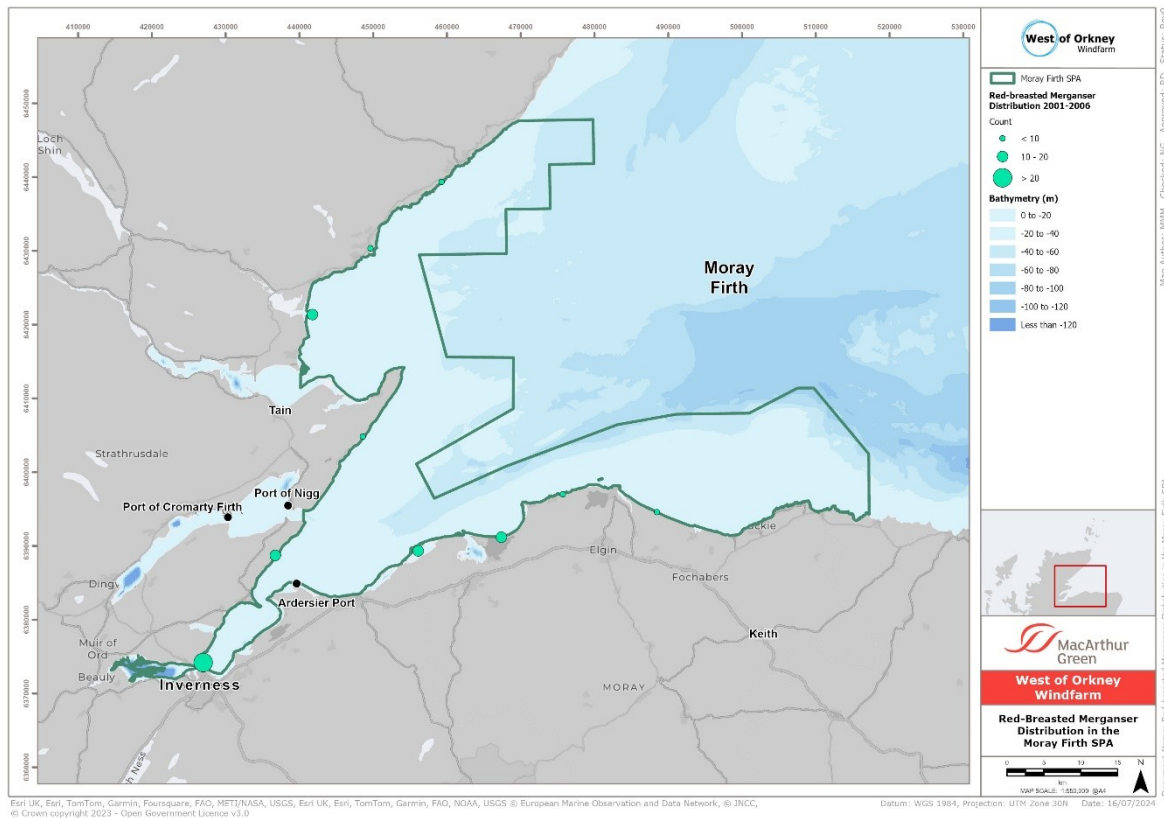 410000 420000 430000 440000 450000 460000 470000 480000 490000 500000 510000 520000 530000
6450000
6440000
6430000
6420000
6410000
6400000
6390000
6380000
6370000
6360000
Loch
Shin
Moray
Firth
Tain
Strathrusdale
Port of Nigg
Port of Cromarty Firth
Elgin
Fochabers
Ardersier Port
Keith
Muir of
Ord
Beauly
Inverness
MORAY
Ness
West of Orkney
Windfarm
Moray Firth SPA
Red-breasted Merganser
Distribution 2001-2006
Count
< 10
10 - 20
> 20
Bathymetry (m)
0 to -20
-20 to -40
-40 to -60
-60 to -80
-80 to -100
-100 to -120
Less than -120
MacArthur
Green
West of Orkney
Windfarm
Red-Breasted Merganser
Distribution in the
Moray Firth SPA
0 5 10 15
km
N
MAP SCALE: 1:550,000 @A4
Esri UK, Esri, TomTom, Garmin, Foursquare, FAO, METI/NASA, USGS, Esri UK, Esri, TomTom, Garmin, FAO, NOAA, USGS © European Marine Observation and Data Network, © JNCC,
© Crown copyright 2023 - Open Government Licence v3.0
Datum: WGS 1984, Projection: UTM Zone 30N Date: 16/07/2024